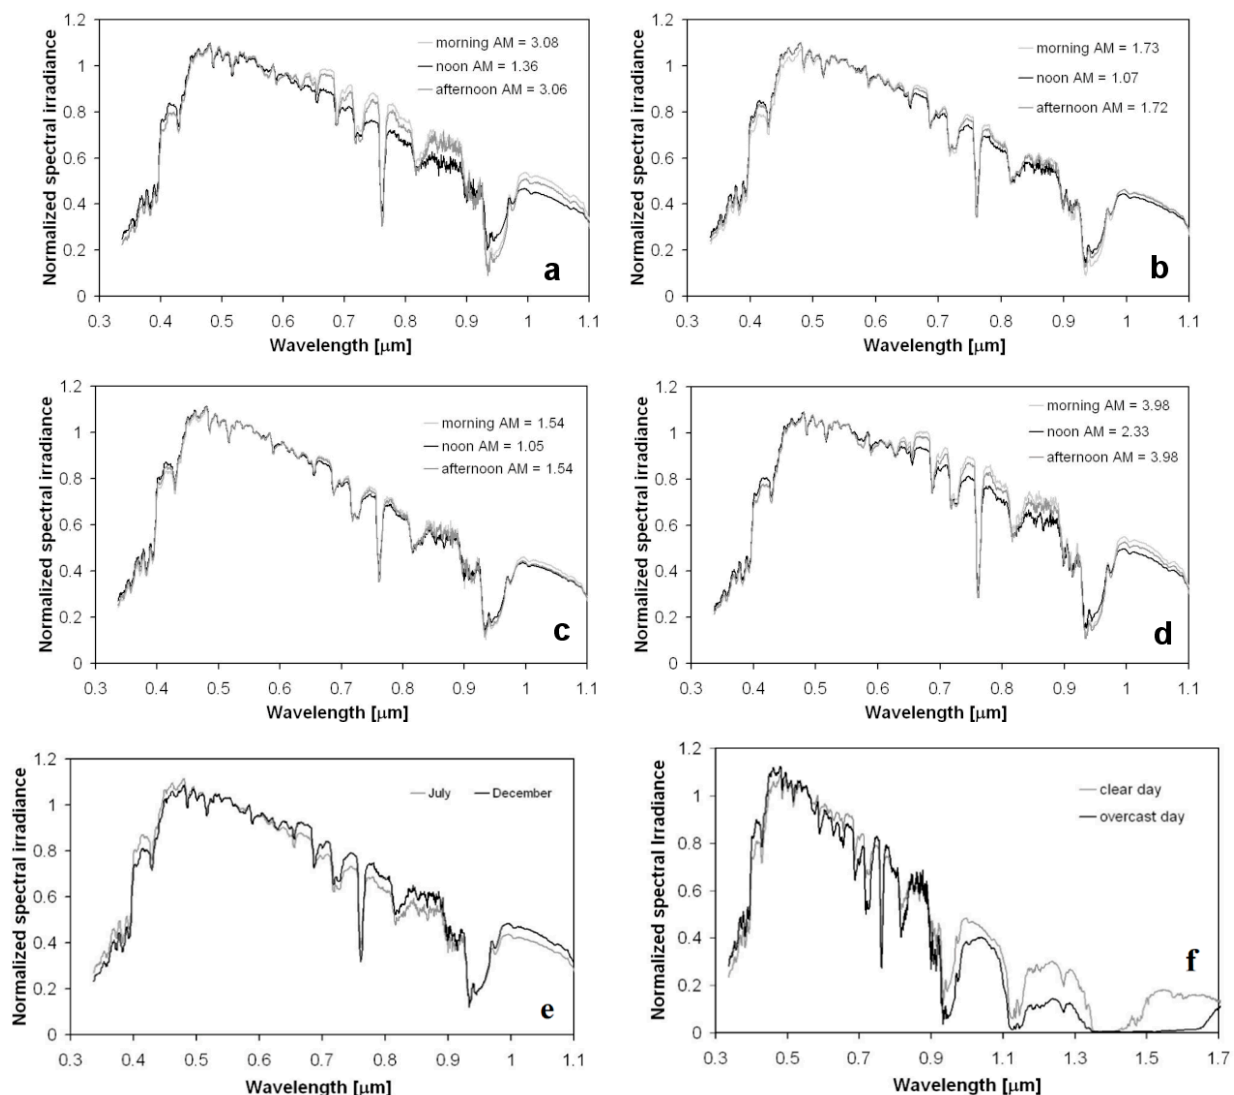 Normalized spectral irradiance
1.2
1
0.8
0.6
0.4
0.2
0
morning AM = 3.08
noon AM = 1.36
afternoon AM = 3.06
a
0.3 0.4 0.5 0.6 0.7 0.8 0.9 1 1.1
Wavelength [μm]
Normalized spectral irradiance
1.2
1
0.8
0.6
0.4
0.2
0
morning AM = 1.73
noon AM = 1.07
afternoon AM = 1.72
b
0.3 0.4 0.5 0.6 0.7 0.8 0.9 1 1.1
Wavelength [μm]
Normalized spectral irradiance
1.2
1
0.8
0.6
0.4
0.2
0
morning AM = 1.54
noon AM = 1.05
afternoon AM = 1.54
c
0.3 0.4 0.5 0.6 0.7 0.8 0.9 1 1.1
Wavelength [μm]
Normalized spectral irradiance
1.2
1
0.8
0.6
0.4
0.2
0
morning AM = 3.98
noon AM = 2.33
afternoon AM = 3.98
d
0.3 0.4 0.5 0.6 0.7 0.8 0.9 1 1.1
Wavelength [μm]
Normalized spectral irradiance
1.2
1
0.8
0.6
0.4
0.2
0
July December
e
0.3 0.4 0.5 0.6 0.7 0.8 0.9 1 1.1
Wavelength [μm]
Normalized spectral Irradiance
1.2
1
0.8
0.6
0.4
0.2
0
clear day
overcast day
f
0.3 0.5 0.7 0.9 1.1 1.3 1.5 1.7
Wavelength [μm]